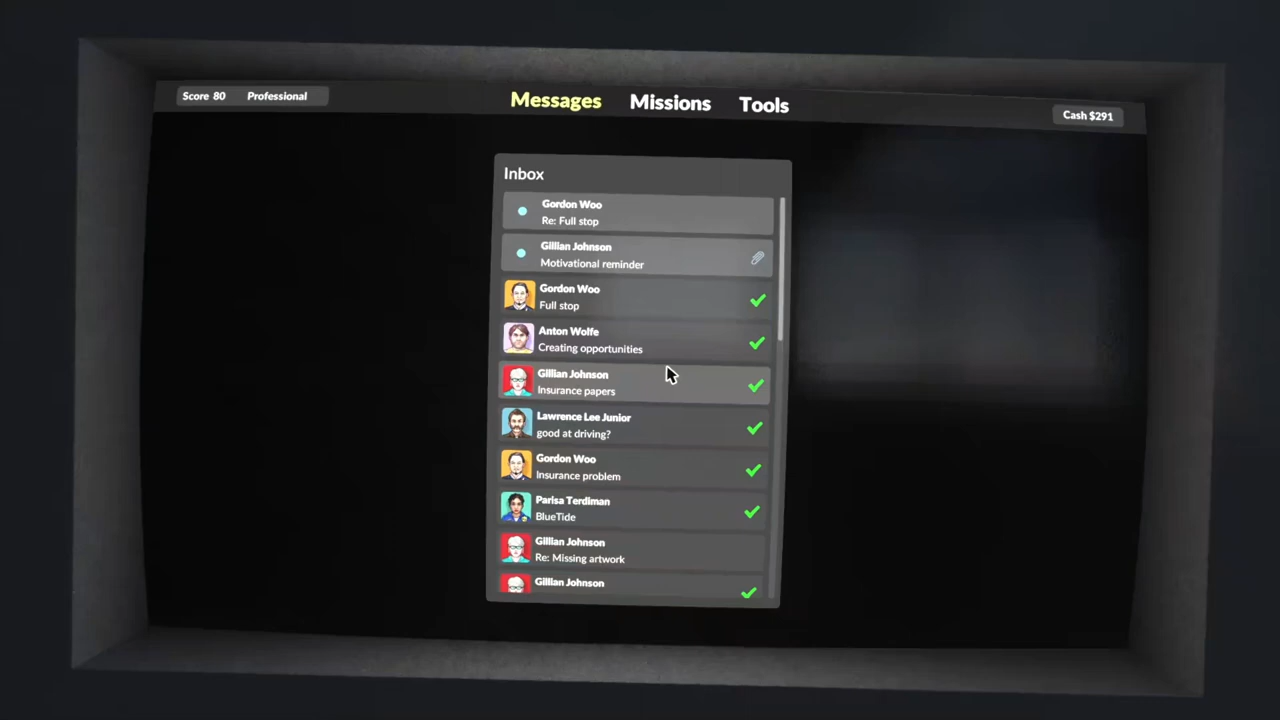 Score 80 Professional
Messages Missions Tools
Cash $291
Inbox
Gordon Woo
Re: Full stop
Gillian Johnson
Motivational reminder
Gordon Woo
Full stop
Anton Wolfe
Creating opportunities
Gillian Johnson
Insurance papers
Lawrence Lee Junior
good at driving?
Gordon Woo
Insurance problem
Parisa Terdiman
BlueTide
Gillian Johnson
Re: Missing artwork
Gillian Johnson